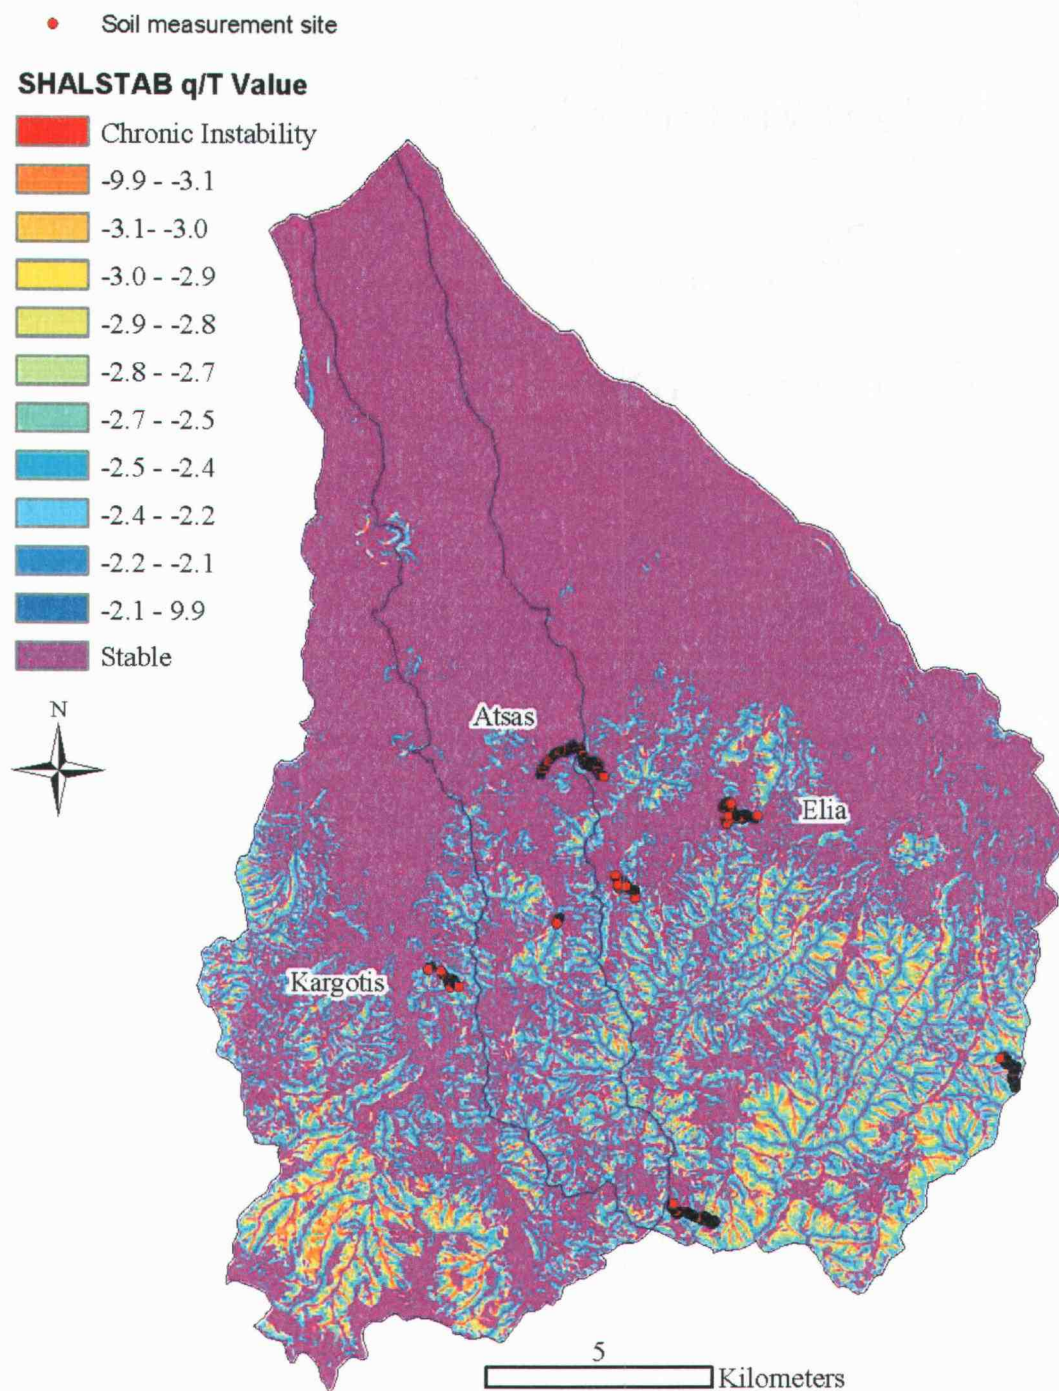 Soil measurement site
SHALSTAB q/T Value
Chronic Instability
-9.9 - -3.1
-3.1- -3.0
-3.0 - -2.9
-2.9 - -2.8
-2.8 - -2.7
-2.7 - -2.5
-2.5 - -2.4
-2.4 - -2.2
-2.2 - -2.1
-2.1 - 9.9
Stable
N
Atsas
Elia
Kargotis
5
Kilometers